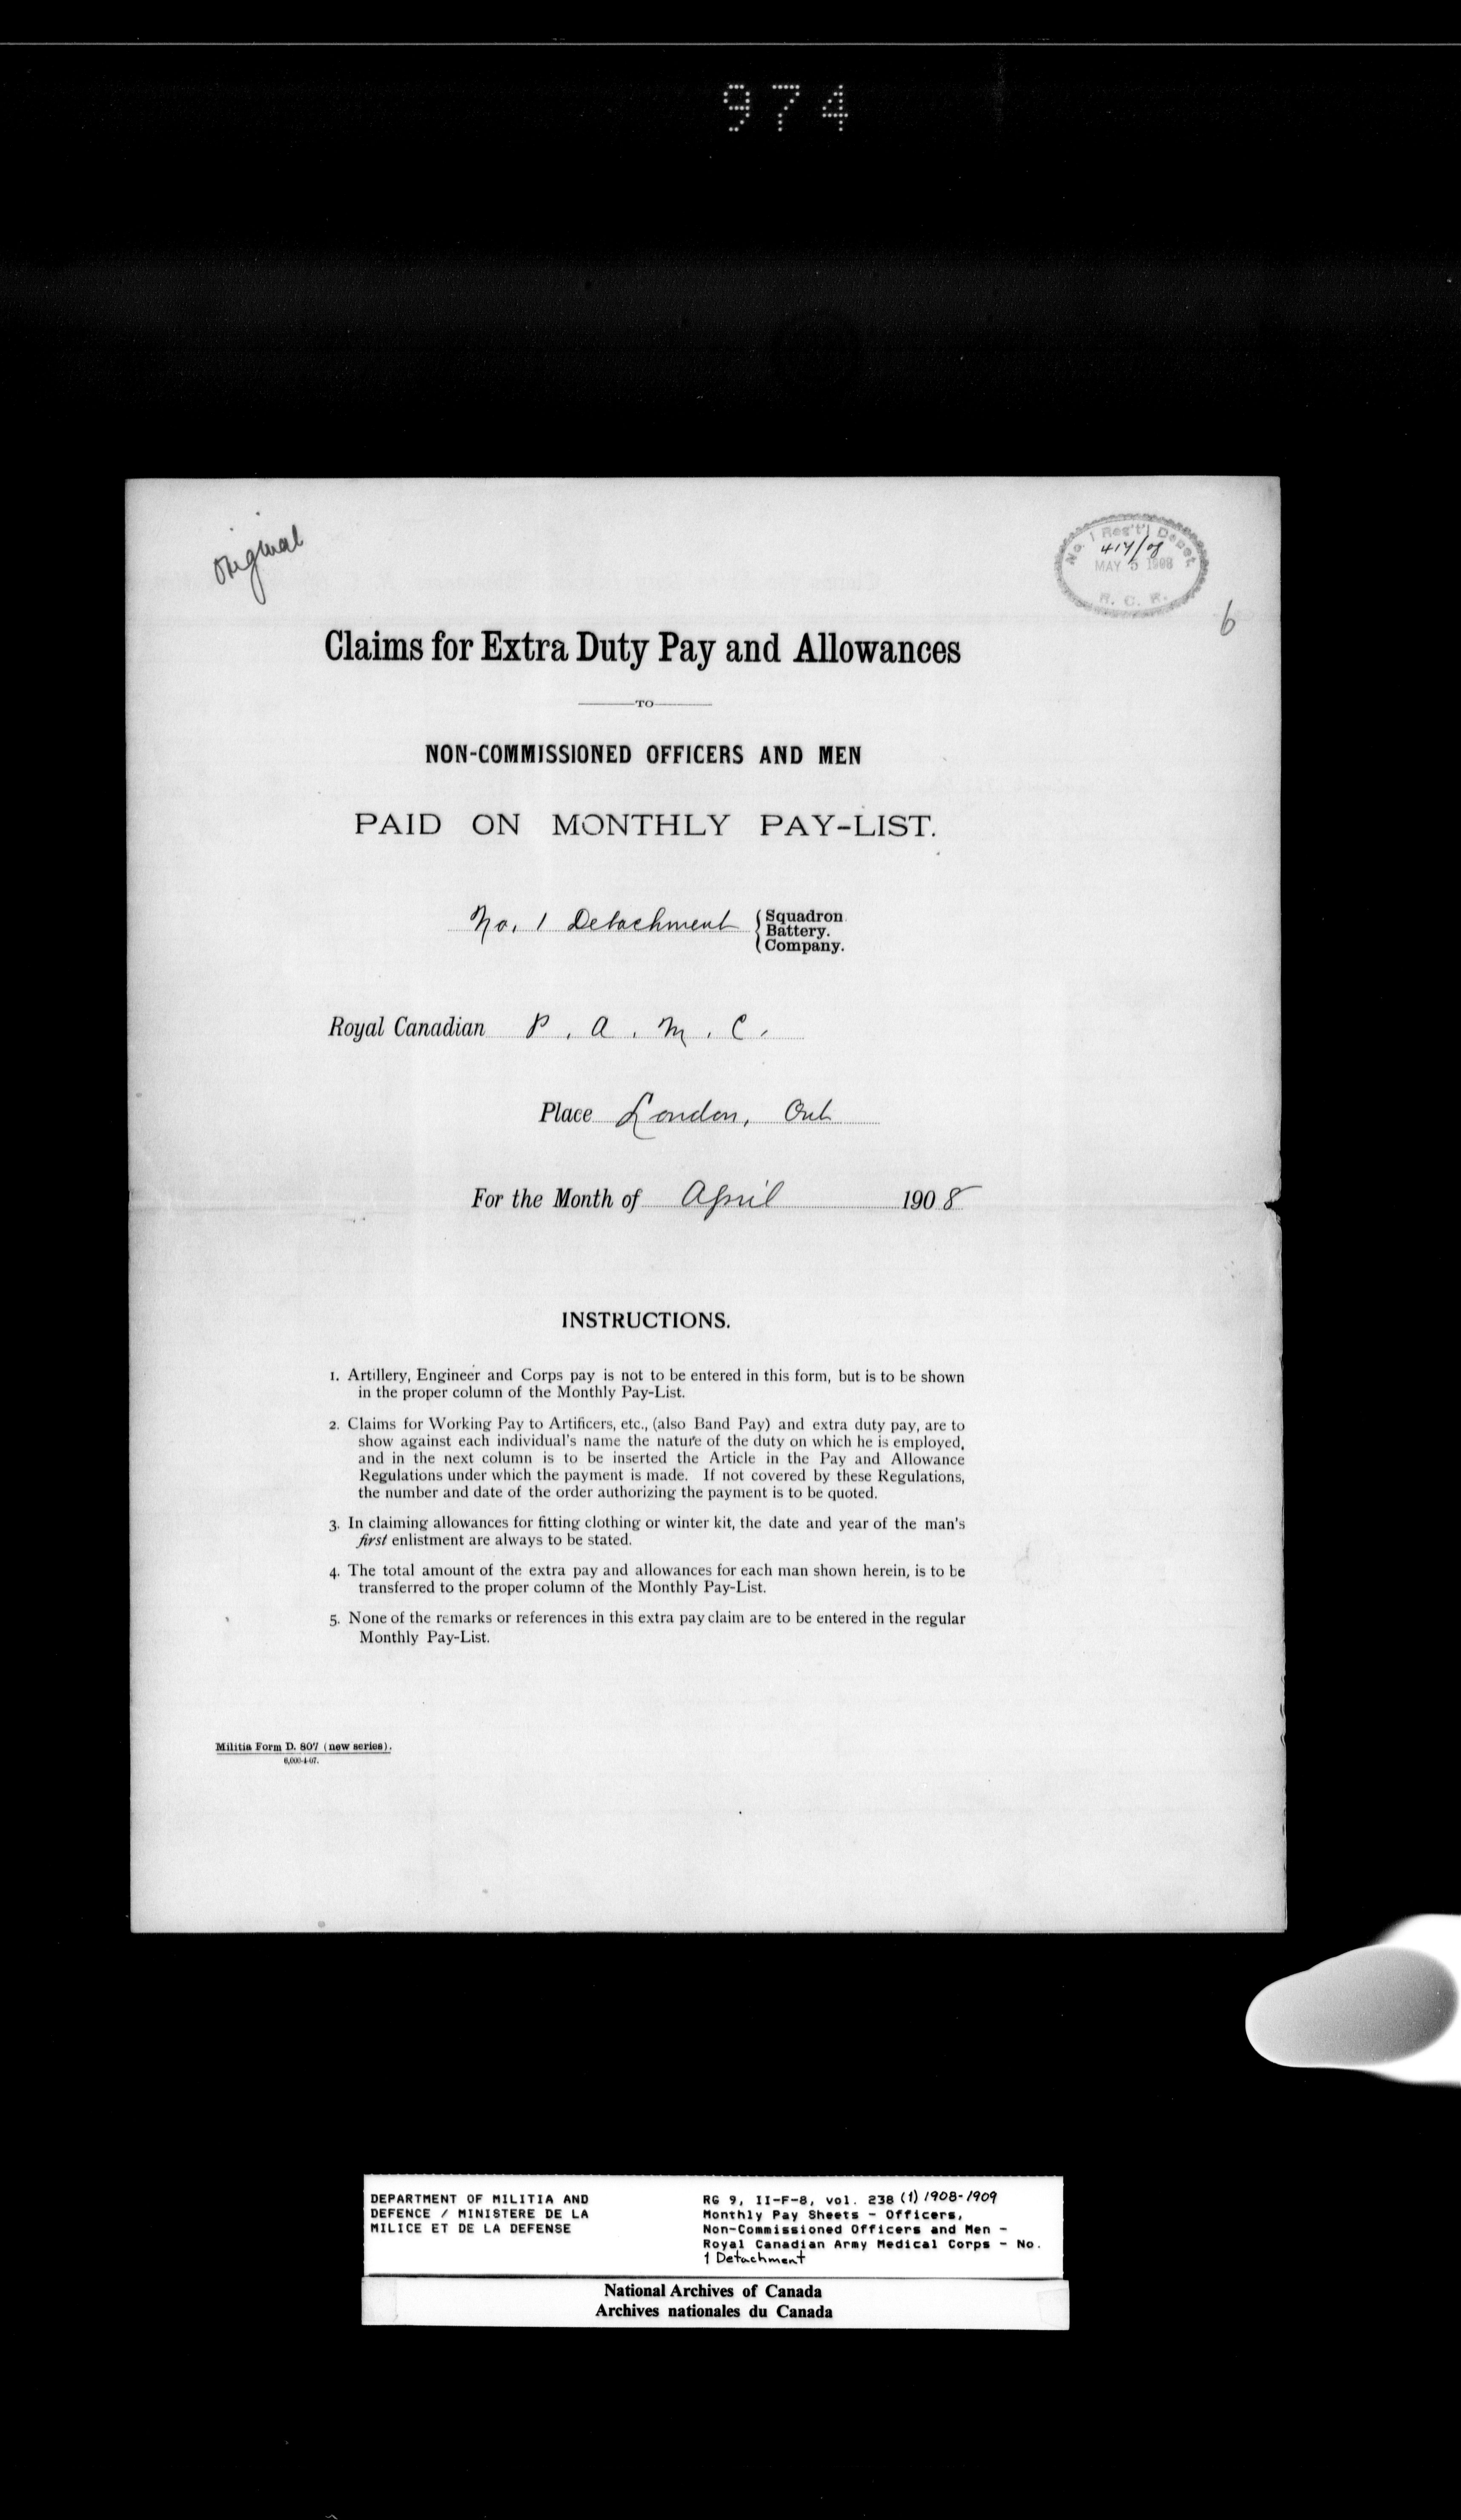 974
Original
No. 1 Reg't'l Depot.
417/08
MAY 5 1908
R. C. R.
6
Claims for Extra Duty Pay and Allowances
TO
NON-COMMISSIONED OFFICERS AND MEN
PAID ON MONTHLY PAY-LIST.
No. 1 Detachment { Squadron
Battery.
Company.
Royal Canadian P. A. M. C.
Place London, Ont
For the Month of April 1908
INSTRUCTIONS.
1. Artillery, Engineer and Corps pay is not to be entered in this form, but is to be shown
in the proper column of the Monthly Pay-List.
2. Claims for Working Pay to Artificers, etc., (also Band Pay) and extra duty pay, are to
show against each individual's name the nature of the duty on which he is employed,
and in the next column is to be inserted the Article in the Pay and Allowance
Regulations under which the payment is made. If not covered by these Regulations,
the number and date of the order authorizing the payment is to be quoted.
3. In claiming allowances for fitting clothing or winter kit, the date and year of the man's
first enlistment are always to be stated.
4. The total amount of the extra pay and allowances for each man shown herein, is to be
transferred to the proper column of the Monthly Pay-List.
5. None of the remarks or references in this extra pay claim are to be entered in the regular
Monthly Pay-List.
Militia Form D. 807 (new series).
6,000-4-07.
DEPARTMENT OF MILITIA AND
DEFENCE / MINISTERE DE LA
MILICE ET DE LA DEFENSE
RG 9, II-F-8, vol. 238 (1) 1908-1909
Monthly Pay Sheets - Officers,
Non-Commissioned Officers and Men -
Royal Canadian Army Medical Corps - No.
1 Detachment
National Archives of Canada
Archives nationales du Canada